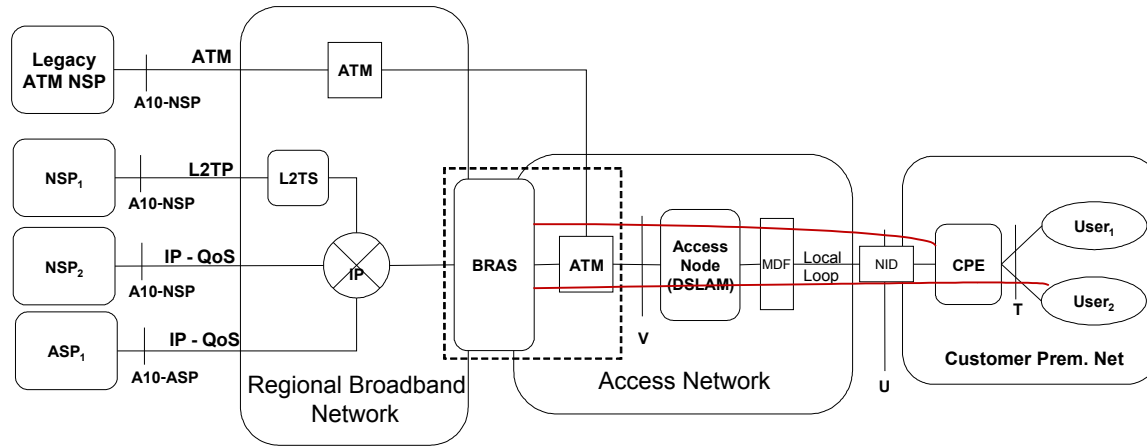 Legacy
ATM NSP
ATM
A10-NSP
ATM
NSP1
L2TP
A10-NSP
L2TS
NSP2
IP - QoS
A10-NSP
IP
ASP1
IP - QoS
A10-ASP
Regional Broadband
Network
BRAS
ATM
Access
Node
(DSLAM)
MDF
Local
Loop
V
Access Network
NID
U
CPE
T
User1
User2
Customer Prem. Net